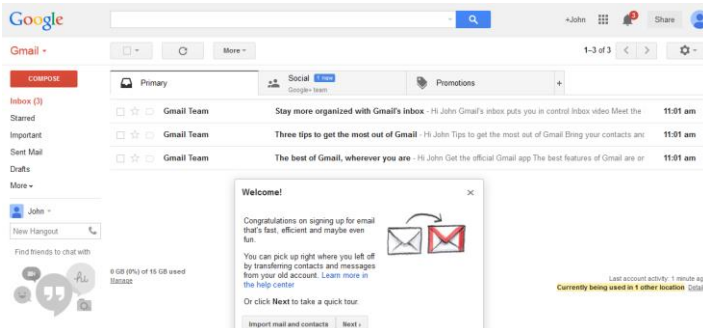 Google
+John
3
Share
Gmail
More
1–3 of 3
COMPOSE
Primary
Social 1 new
Google+ team
Promotions
+
Inbox (3)
Starred
Important
Sent Mail
Drafts
More
Gmail Team Stay more organized with Gmail's inbox - Hi John Gmail's inbox puts you in control Inbox video Meet the 11:01 am
Gmail Team Three tips to get the most out of Gmail - Hi John Tips to get the most out of Gmail Bring your contacts and 11:01 am
Gmail Team The best of Gmail, wherever you are - Hi John Get the official Gmail app The best features of Gmail are or 11:01 am
John
New Hangout
Find friends to chat with
hi
Welcome!
Congratulations on signing up for email
that's fast, efficient and maybe even
fun.
You can pick up right where you left off
by transferring contacts and messages
from your old account. Learn more in
the help center
Or click Next to take a quick tour.
Import mail and contacts
Next ›
0 GB (0%) of 15 GB used
Manage
Last account activity: 1 minute ag
Currently being used in 1 other location Detail